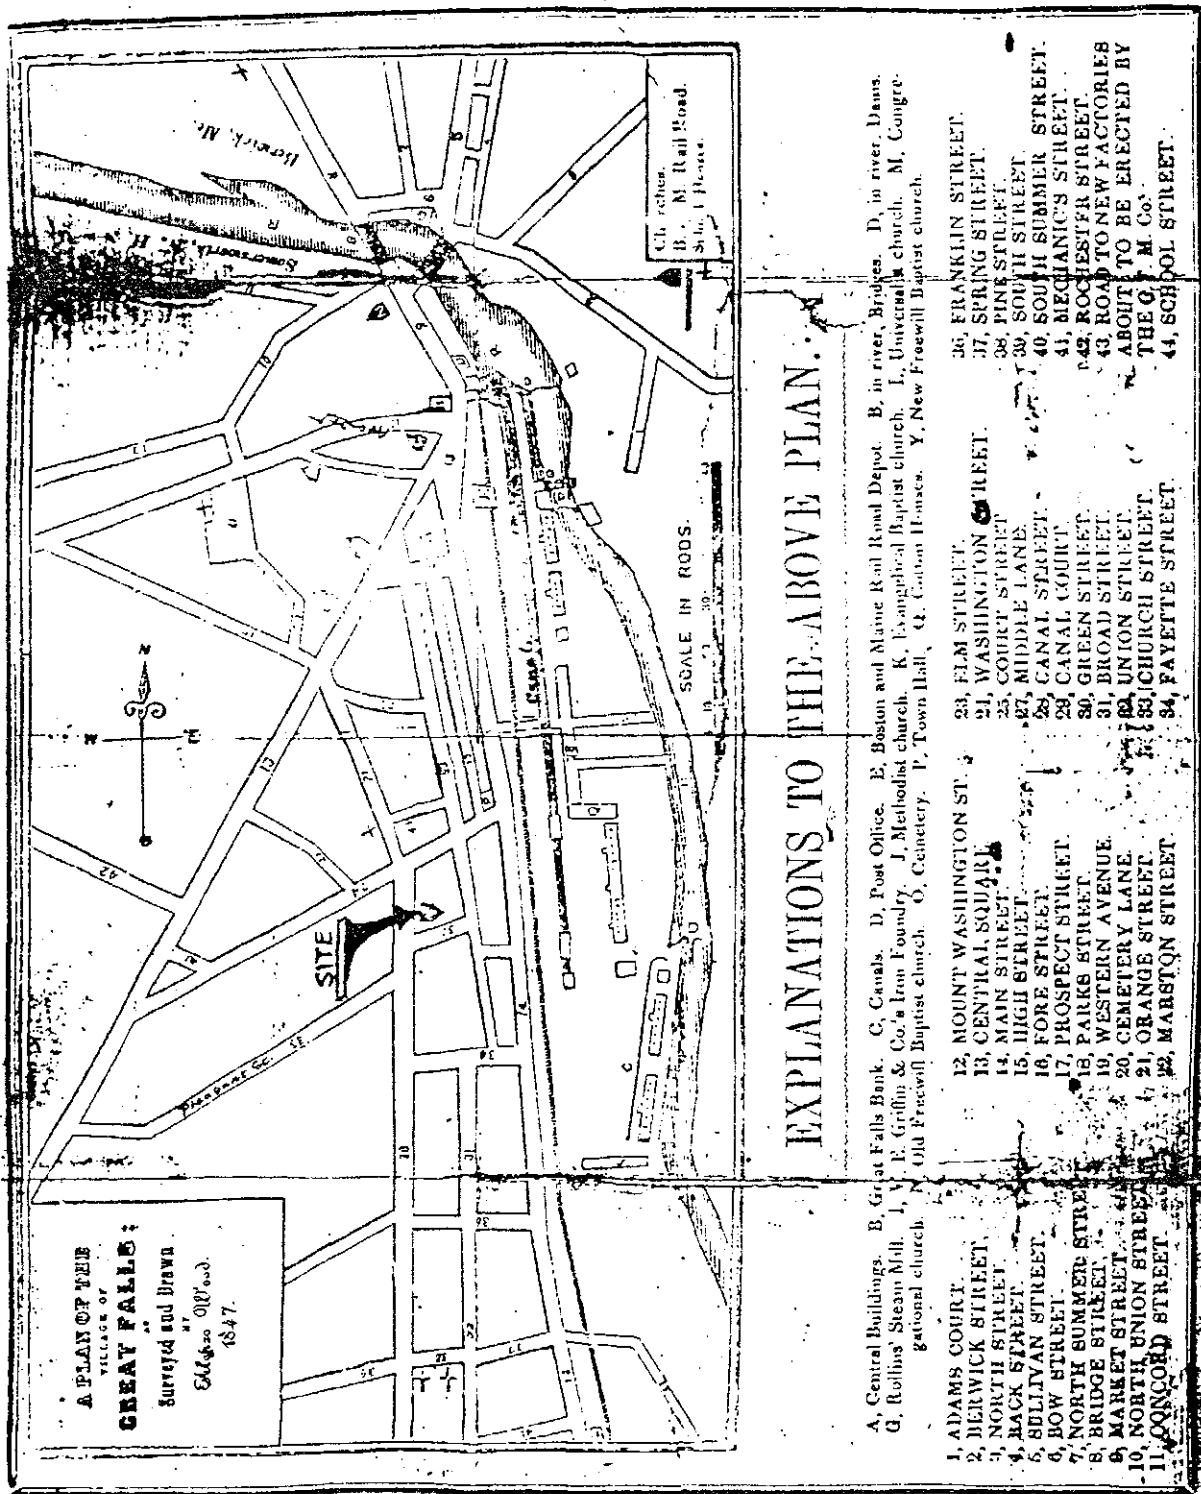 A PLAN OF THE
VILLAGE OF
GREAT FALLS:
Surveyed and Drawn
BY
Wood.
1847.
Berwick, Me.
Somersworth
N. H.
SITE
Pleasant St.
Canal
SCALE IN RODS.
Churches.
B. & M. Rail Road.
EXPLANATIONS TO THE ABOVE PLAN.
A, Central Buildings. B, Great Falls Bank. C, Canals. D, Post Office. E, Boston and Maine Rail Road Depot. B, in river, Bridges. D, in river, Dams.
G, Rollins' Steam Mill. I, V. E. Griffin & Co.'s Iron Foundry. J, Methodist church. K, Evangelical Baptist church. L, Universalist church. M, Congre-
gational church. N, Old Freewill Baptist church. O, Cemetery. P, Town Hall. Q, Cotton Houses. Y, New Freewill Baptist church.
1, ADAMS COURT.
2, BERWICK STREET,
3, NORTH STREET.
4, BACK STREET.
5, SULLIVAN STREET.
6, BOW STREET.
7, NORTH SUMMER STREET
8, BRIDGE STREET,
9, MARKET STREET
10, NORTH UNION STREET
11, CONCORD STREET
12, MOUNT WASHINGTON ST.
13, CENTRAL SQUARE
14, MAIN STREET.
15, HIGH STREET.
16, FORE STREET.
17, PROSPECT STREET.
18, PARKS STREET.
19, WESTERN AVENUE.
20, CEMETERY LANE.
21, ORANGE STREET.
22, MARSTON STREET.
23, ELM STREET.
24, WASHINGTON STREET.
25, COURT STREET
27, MIDDLE LANE.
28, CANAL STREET.
29, CANAL COURT
30, GREEN STREET.
31, BROAD STREET.
32, UNION STREET.
33, CHURCH STREET.
34, FAYETTE STREET.
36, FRANKLIN STREET.
37, SPRING STREET.
38, PINE STREET.
39, SOUTH STREET.
40, SOUTH SUMMER STREET.
41, MECHANIC'S STREET.
42, ROCHESTER STREET.
43, ROAD TO NEW FACTORIES
ABOUT TO BE ERECTED BY
THE G. F. M. Co.
44, SCHOOL STREET.